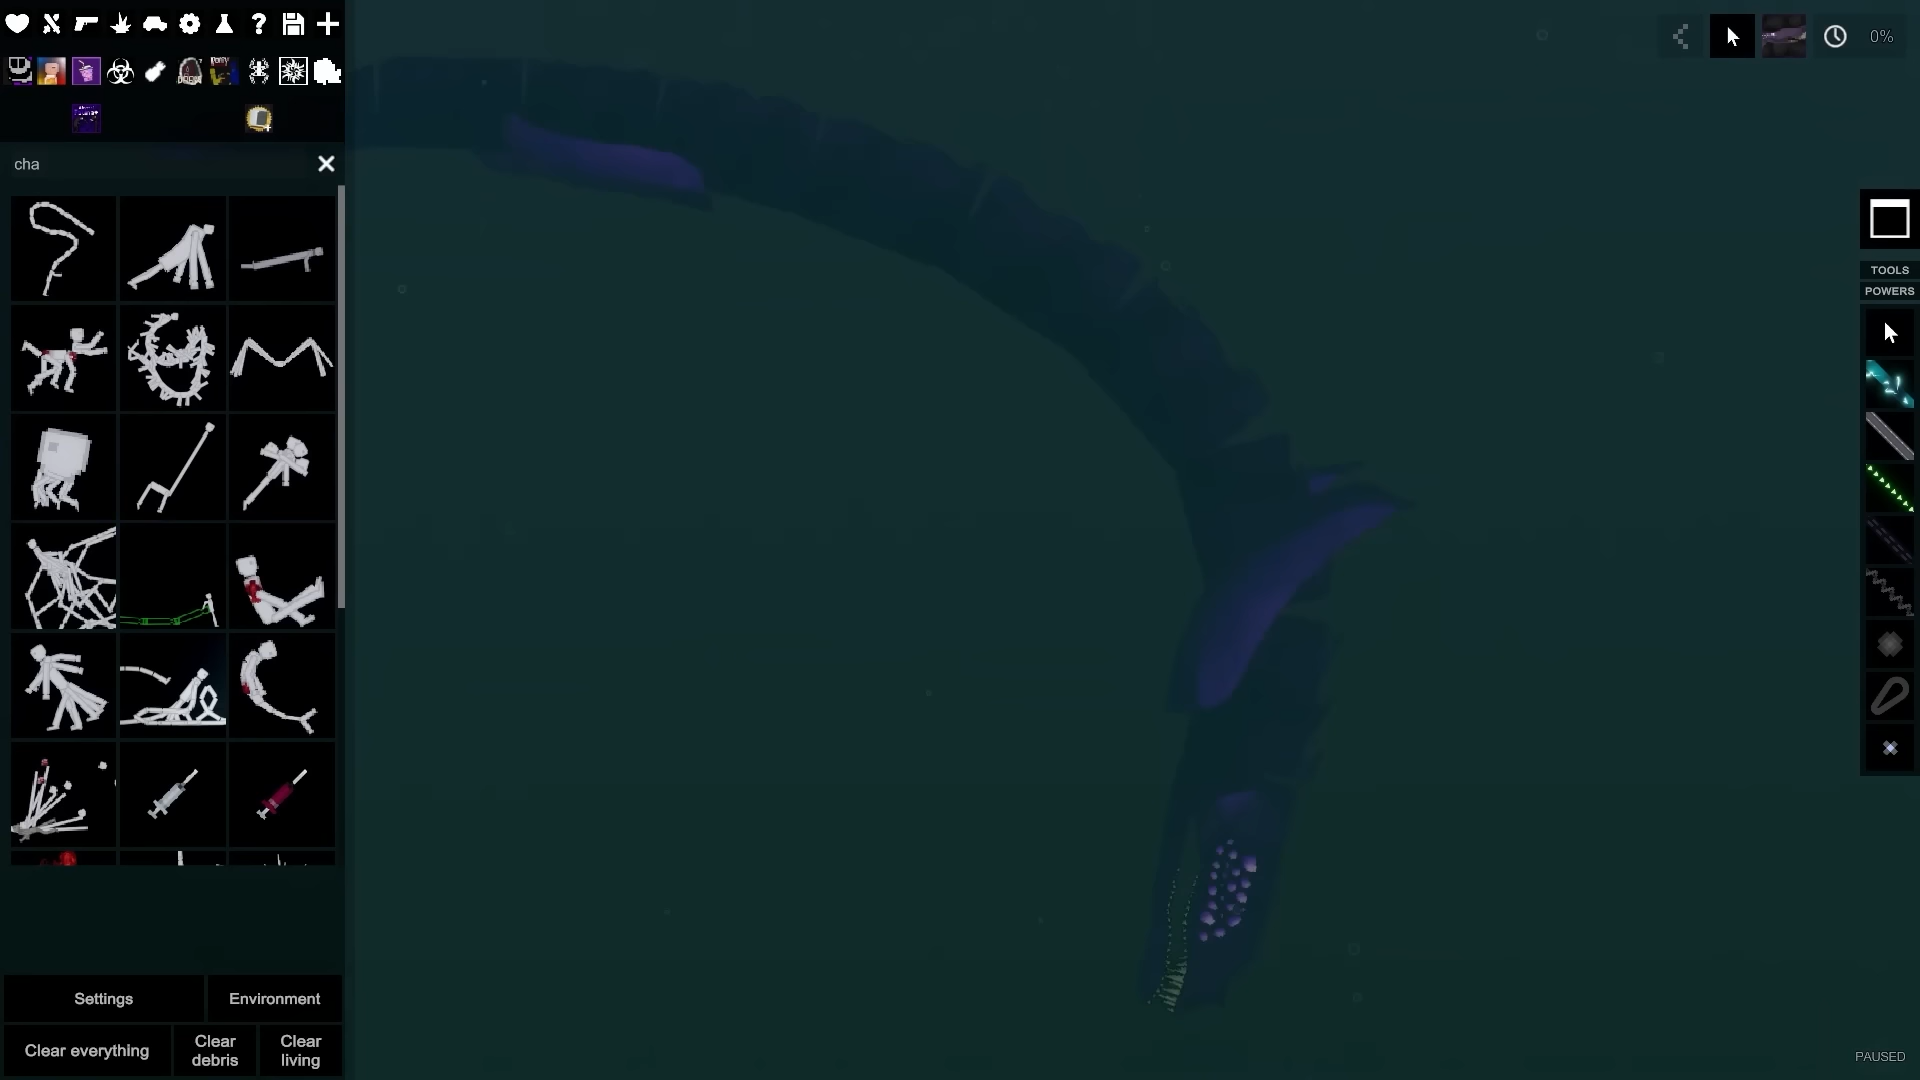 0%
cha
TOOLS
POWERS
Settings
Environment
Clear everything
Clear debris
Clear living
PAUSED